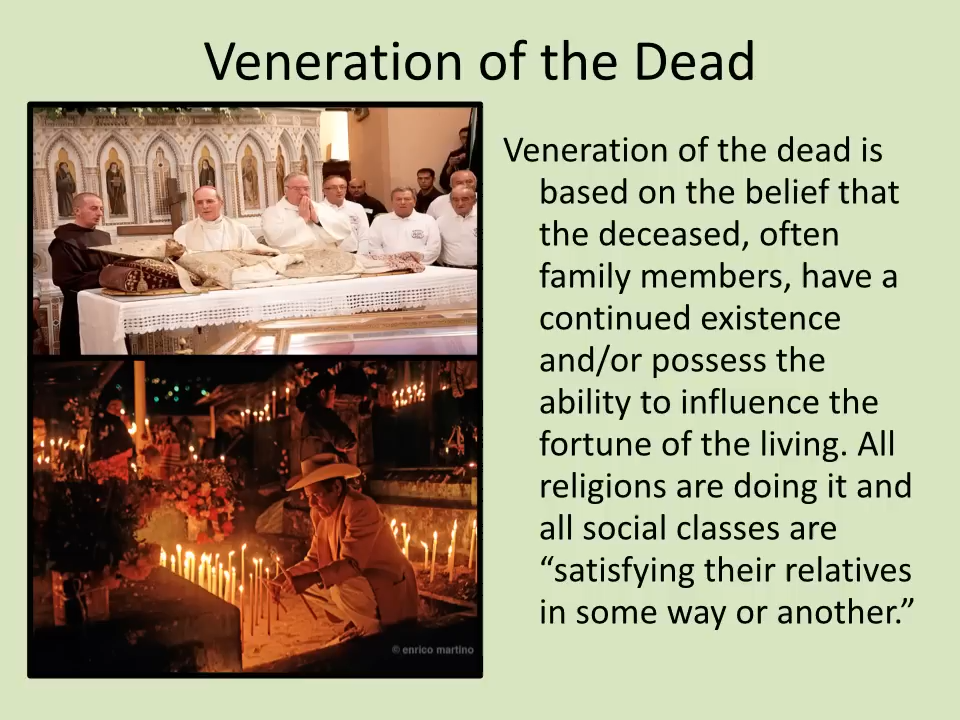 Veneration of the Dead
Veneration of the dead is
based on the belief that
the deceased, often
family members, have a
continued existence
and/or possess the
ability to influence the
fortune of the living. All
religions are doing it and
all social classes are
“satisfying their relatives
in some way or another.”
© enrico martino